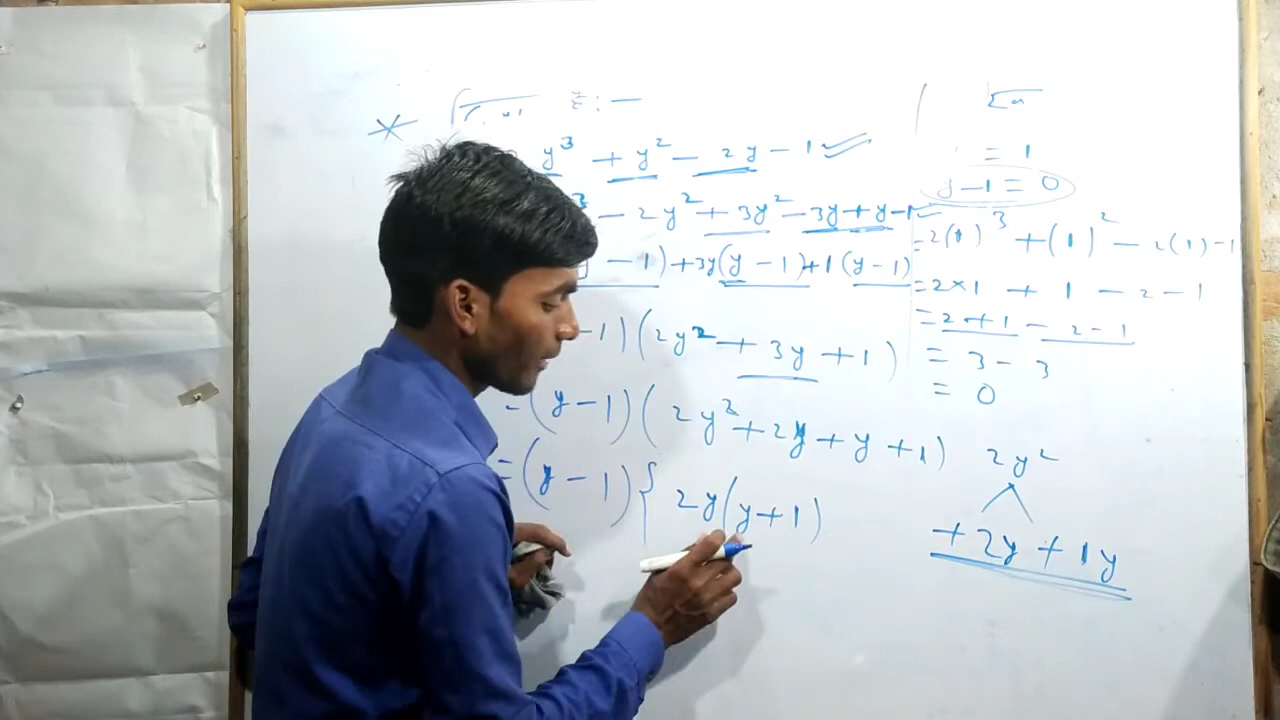 y³ + y² - 2y - 1
³ - 2y² + 3y² - 3y + y - 1
- 1) + 3y(y - 1) + 1(y - 1)
- 1)(2y² + 3y + 1)
= (y - 1)(2y² + 2y + y + 1)
= (y - 1){ 2y(y + 1)
= 1
y - 1 = 0
= 2(1)³ + (1)² - 2(1) - 1
= 2×1 + 1 - 2 - 1
= 2 + 1 - 2 - 1
= 3 - 3
= 0
2y²
+ 2y + 1y